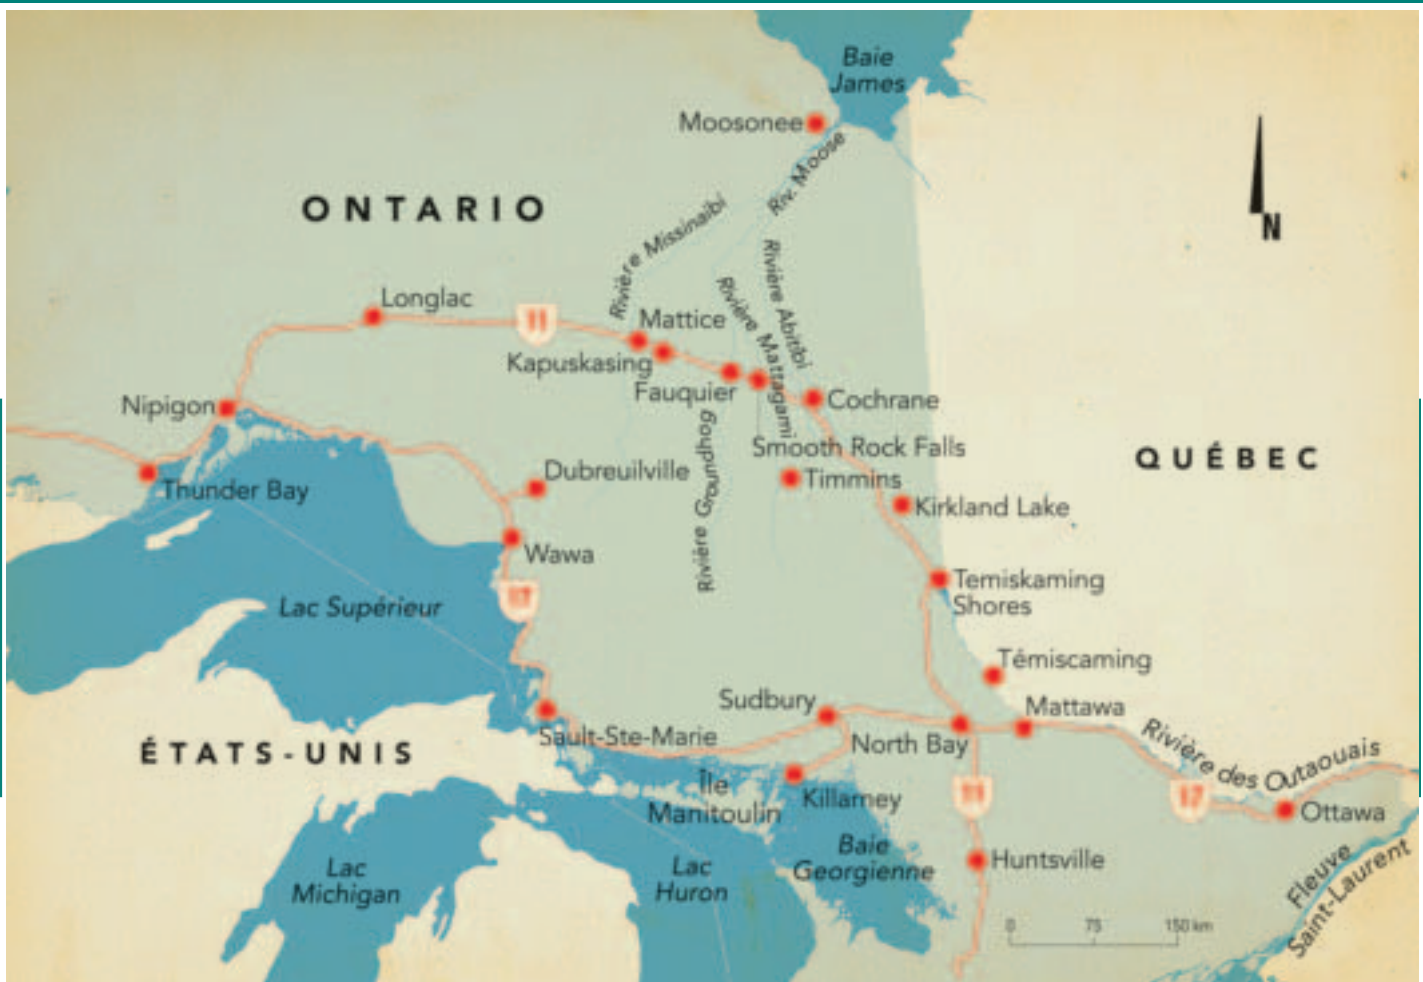 Baie
James
Moosonee
Riv. Moose
N
ONTARIO
Rivière Missinaibi
Rivière Abitibi
Rivière Mattagami
Longlac
11
Mattice
Kapuskasing
Fauquier
Nipigon
Cochrane
Rivière Groundhog
Smooth Rock Falls
QUÉBEC
Dubreuilville
Timmins
Thunder Bay
Kirkland Lake
Wawa
17
Temiskaming
Shores
Lac Supérieur
Témiscaming
Sudbury
Mattawa
Sault-Ste-Marie
North Bay
Rivière des Outaouais
ÉTATS-UNIS
Île
Manitoulin
Killarney
11
17
Ottawa
Baie
Georgienne
Lac
Michigan
Lac
Huron
Huntsville
Fleuve
Saint-Laurent
0 75 150 km